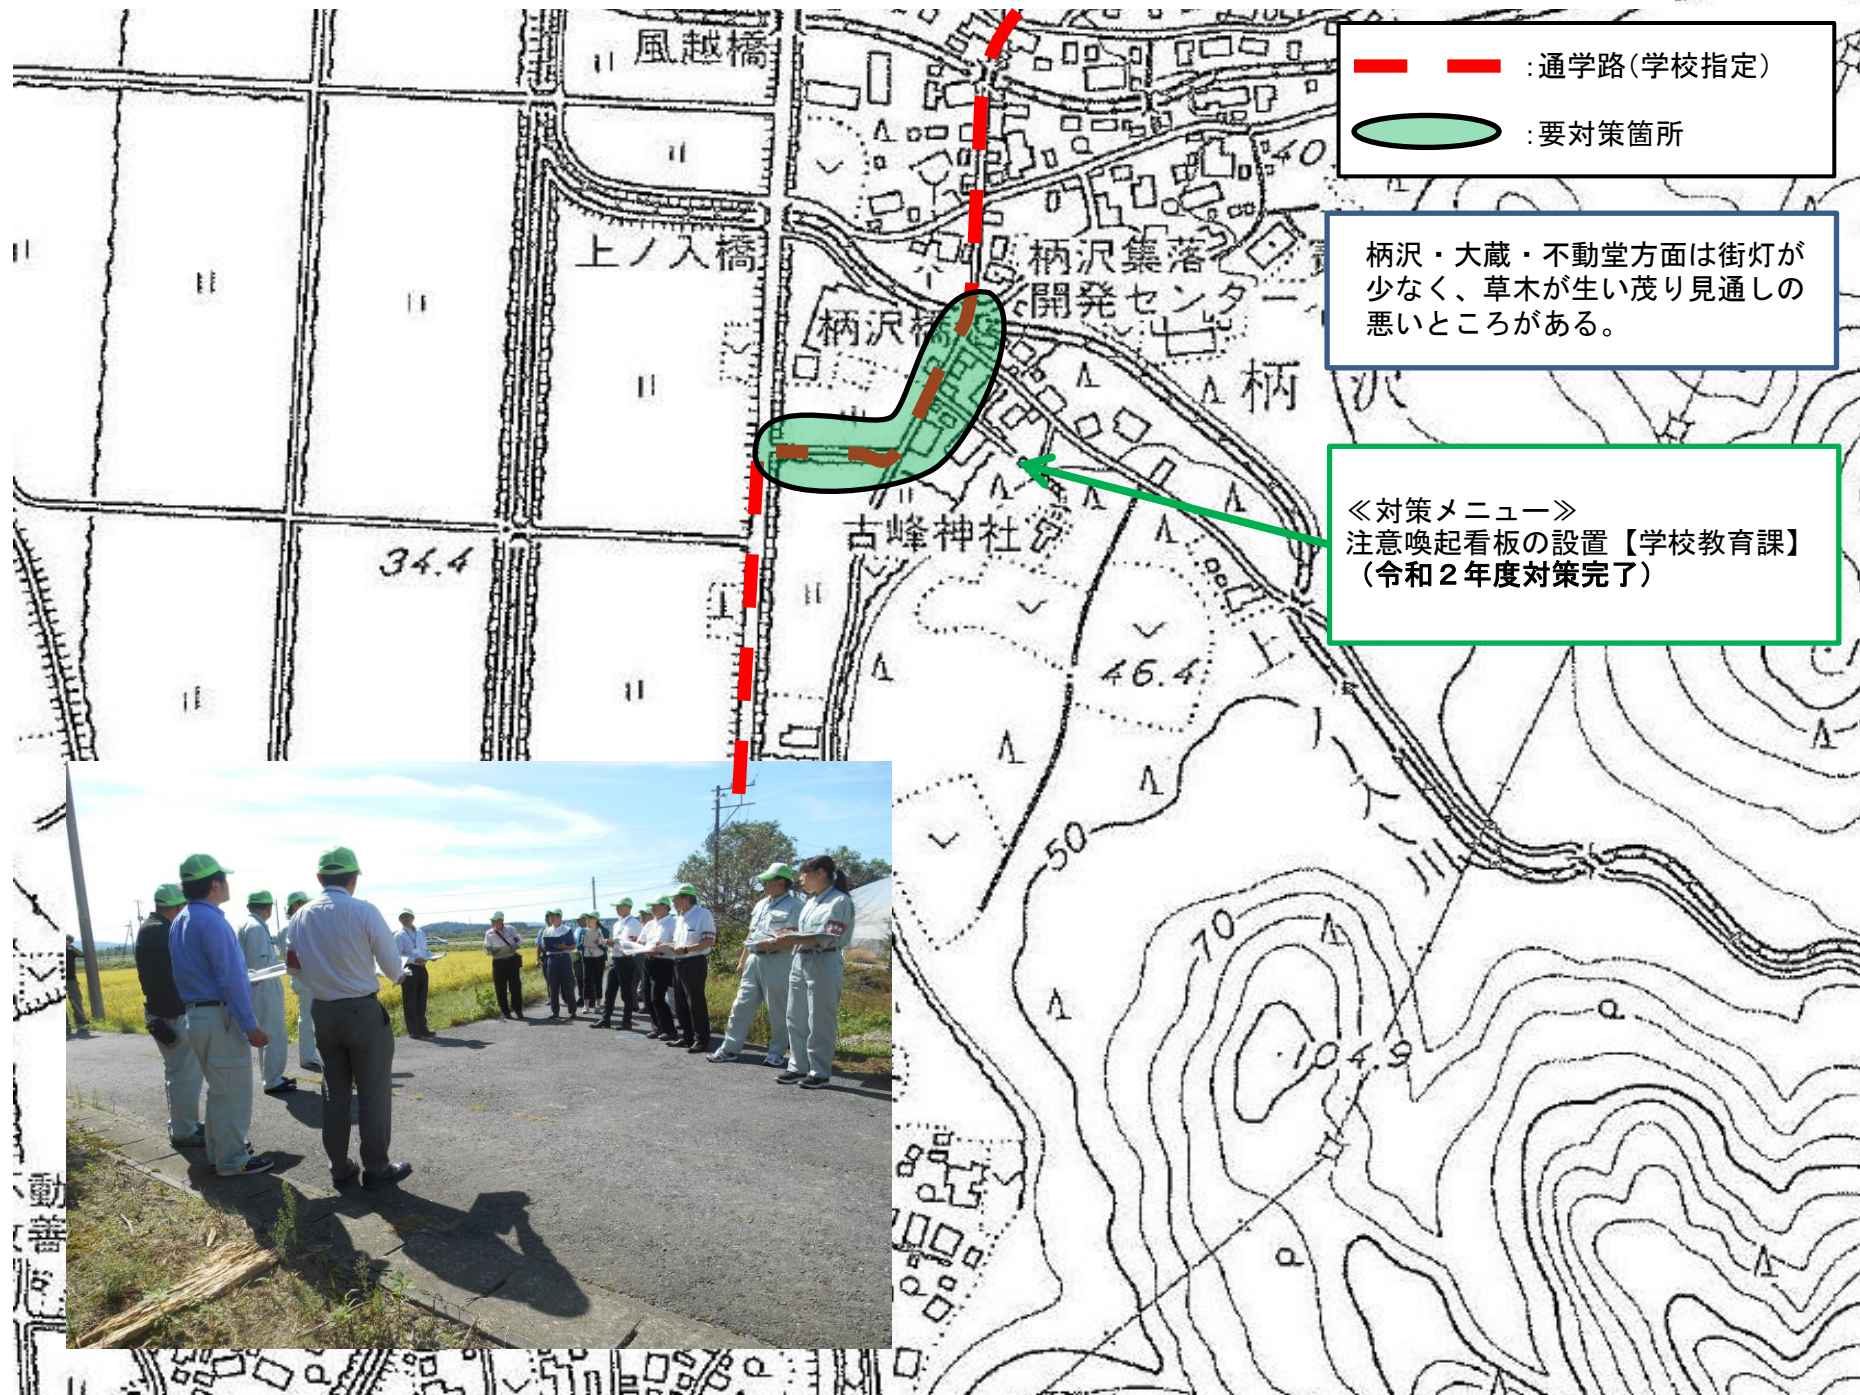 風越橋
:通学路(学校指定)
:要対策箇所
40
上ノ入橋
柄沢集落
開発センター
柄沢・大蔵・不動堂方面は街灯が
少なく、草木が生い茂り見通しの
悪いところがある。
柄沢橋
柄沢
≪対策メニュー≫
注意喚起看板の設置【学校教育課】
(令和２年度対策完了)
古峰神社
34.4
46.4
50
70
104.9
動
善